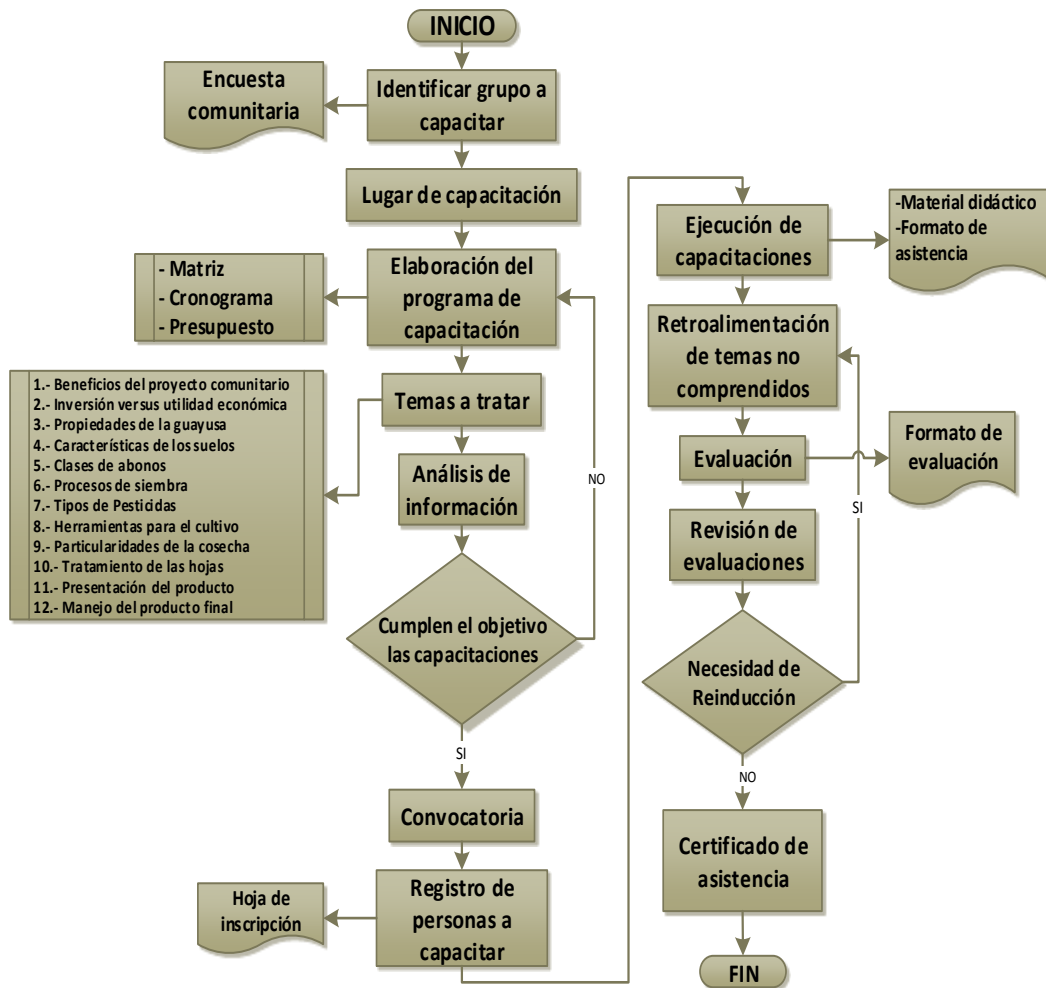 INICIO
Encuesta
comunitaria
Identificar grupo a
capacitar
Lugar de capacitación
- Matriz
- Cronograma
- Presupuesto
Elaboración del
programa de
capacitación
1.- Beneficios del proyecto comunitario
2.- Inversión versus utilidad económica
3.- Propiedades de la guayusa
4.- Características de los suelos
5.- Clases de abonos
6.- Procesos de siembra
7.- Tipos de Pesticidas
8.- Herramientas para el cultivo
9.- Particularidades de la cosecha
10.- Tratamiento de las hojas
11.- Presentación del producto
12.- Manejo del producto final
Temas a tratar
Análisis de
información
NO
Cumplen el objetivo
las capacitaciones
SI
Convocatoria
Hoja de
inscripción
Registro de
personas a
capacitar
Ejecución de
capacitaciones
-Material didáctico
-Formato de
asistencia
Retroalimentación
de temas no
comprendidos
Evaluación
Formato de
evaluación
SI
Revisión de
evaluaciones
Necesidad de
Reinducción
NO
Certificado de
asistencia
FIN